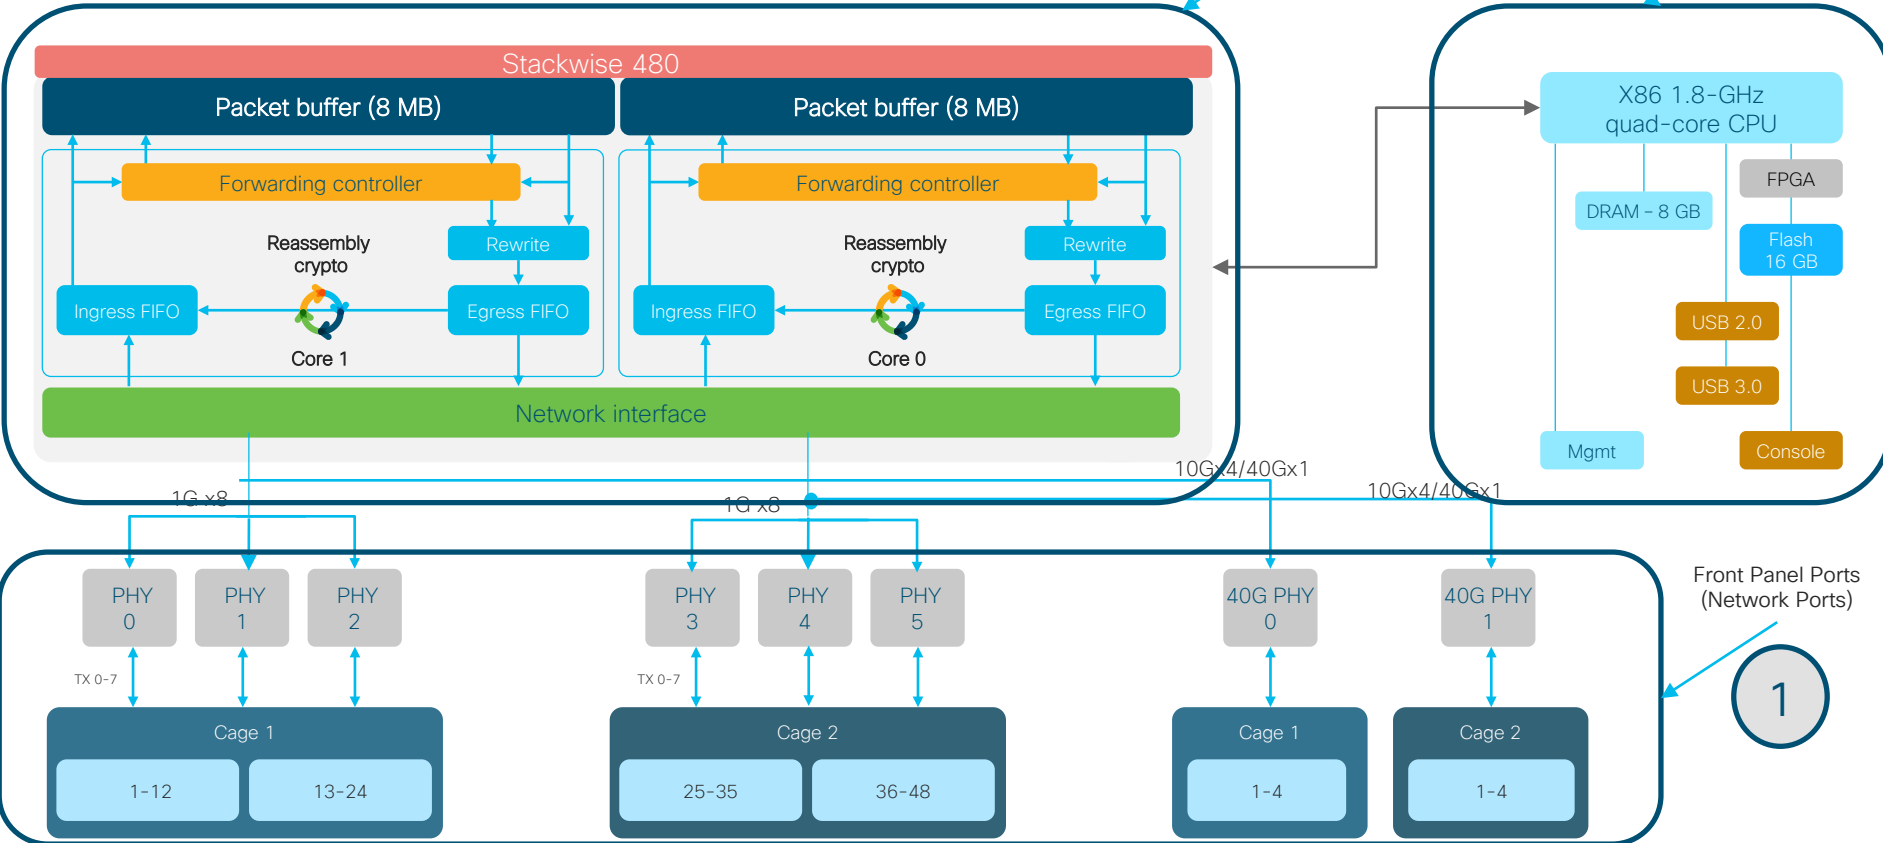 Stackwise 480
Packet buffer (8 MB)
Packet buffer (8 MB)
Forwarding controller
Forwarding controller
Reassembly
crypto
Rewrite
Reassembly
crypto
Rewrite
Ingress FIFO
Egress FIFO
Ingress FIFO
Egress FIFO
Core 1
Core 0
Network interface
X86 1.8-GHz
quad-core CPU
FPGA
DRAM - 8 GB
Flash
16 GB
USB 2.0
USB 3.0
Mgmt
Console
10Gx4/40Gx1
10Gx4/40Gx1
1G x8
1G x8
PHY
0
PHY
1
PHY
2
PHY
3
PHY
4
PHY
5
40G PHY
0
40G PHY
1
Front Panel Ports
(Network Ports)
1
TX 0-7
TX 0-7
Cage 1
1-12
13-24
Cage 2
25-35
36-48
Cage 1
1-4
Cage 2
1-4